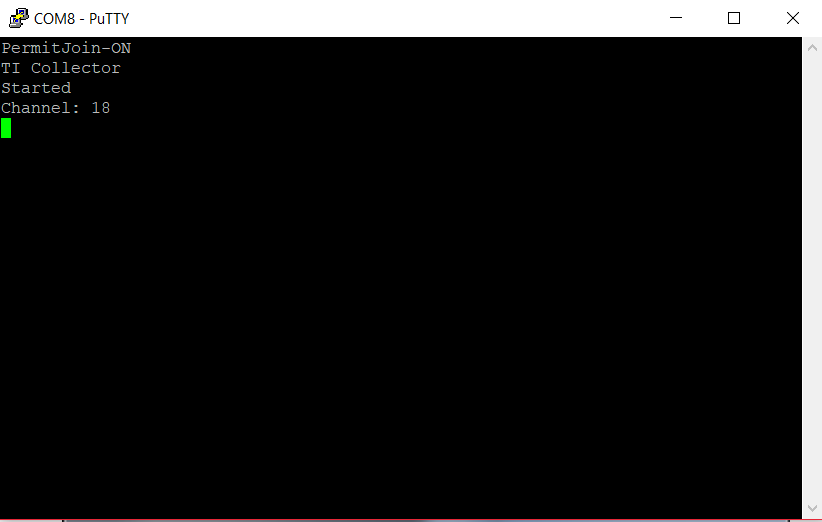 COM8 - PuTTY
PermitJoin-ON
TI Collector
Started
Channel: 18